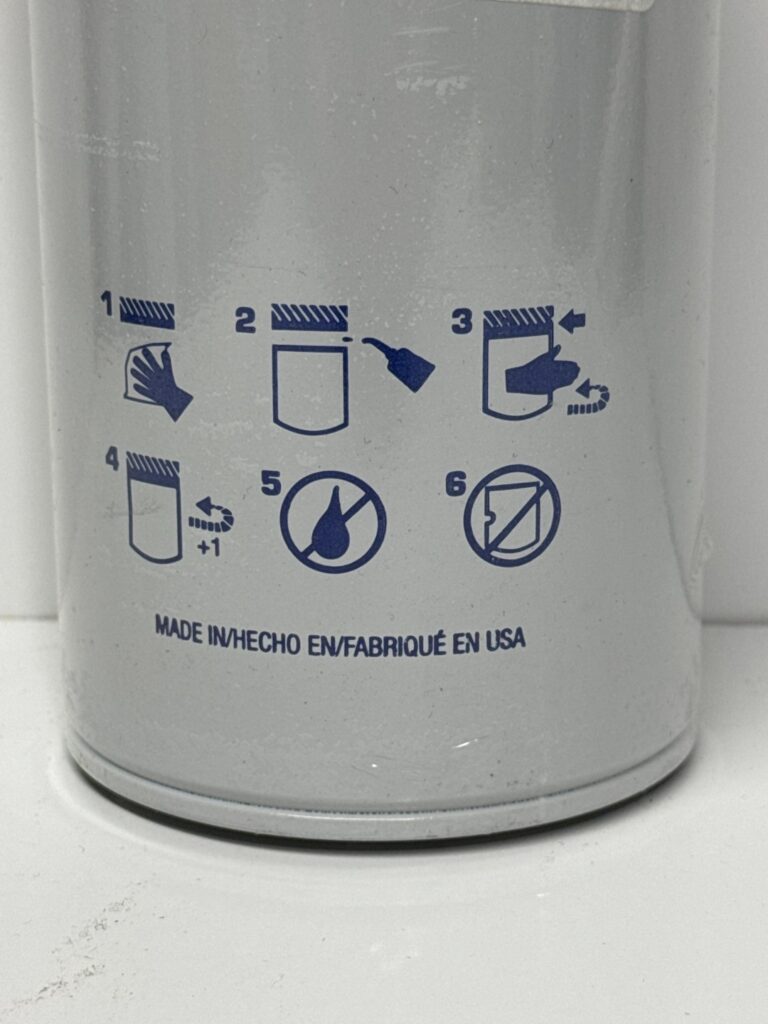 1 2 3
4 +1 5 6
MADE IN/HECHO EN/FABRIQUÉ EN USA